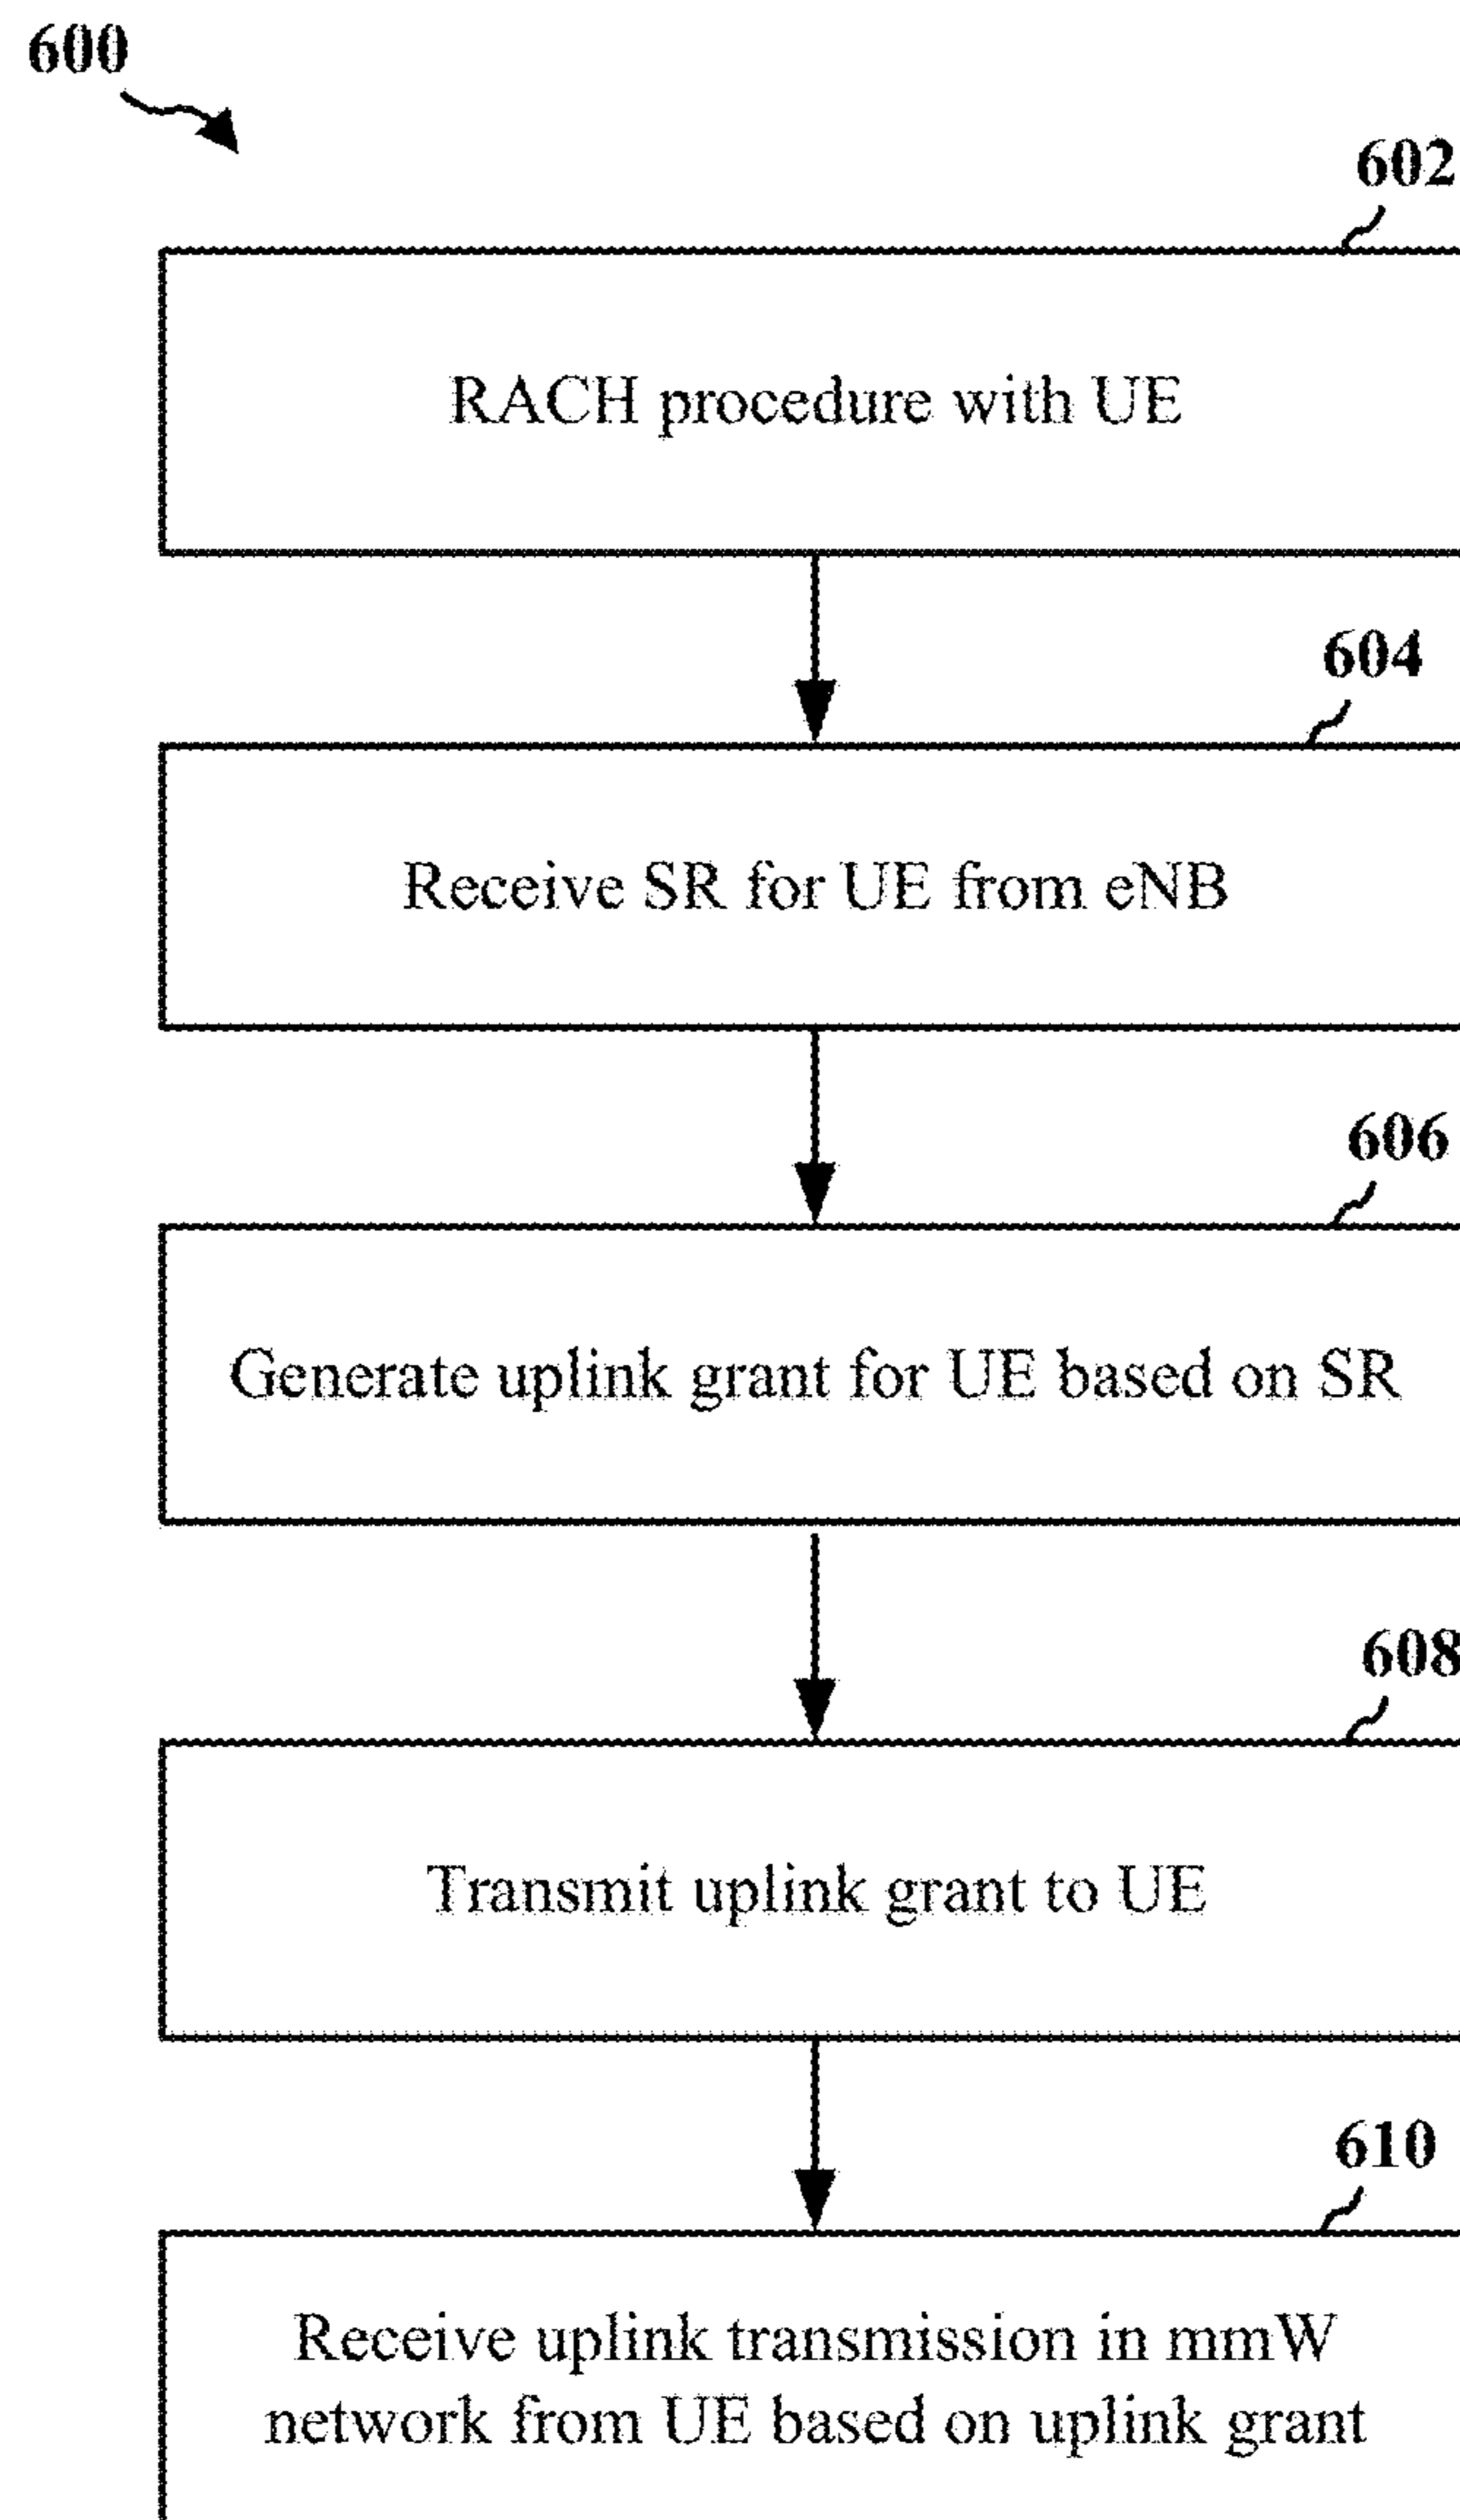 600
602
RACH procedure with UE
604
Receive SR for UE from eNB
606
Generate uplink grant for UE based on SR
608
Transmit uplink grant to UE
610
Receive uplink transmission in mmW
network from UE based on uplink grant